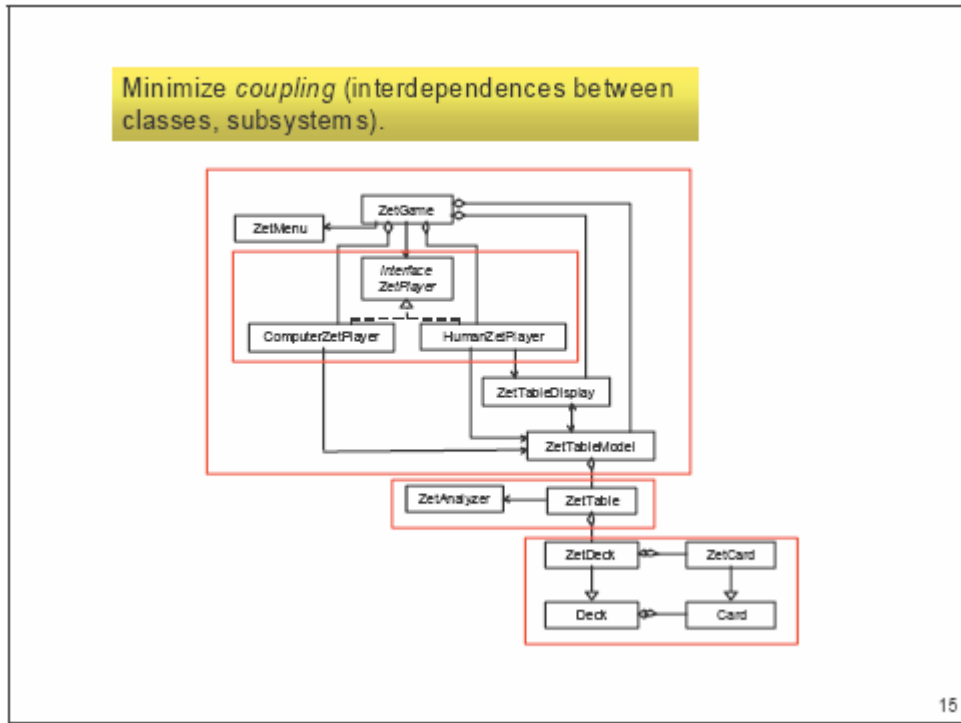 Minimize coupling (interdependences between
classes, subsystems).
ZetGame
ZetMenu
Interface
ZetPlayer
ComputerZetPlayer
HumanZetPlayer
ZetTableDisplay
ZetTableModel
ZetAnalyzer
ZetTable
ZetDeck
ZetCard
Deck
Card
15